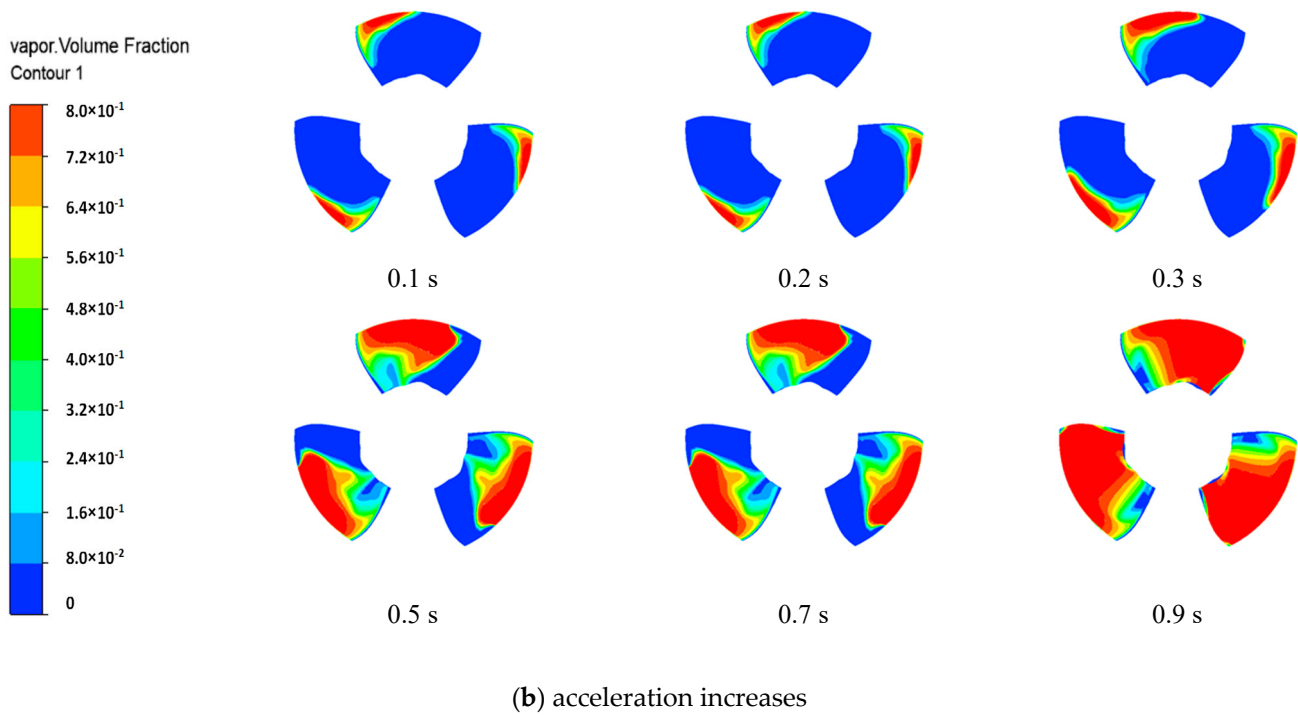 vapor.Volume Fraction
Contour 1
8.0×10⁻¹
7.2×10⁻¹
6.4×10⁻¹
5.6×10⁻¹
4.8×10⁻¹
4.0×10⁻¹
3.2×10⁻¹
2.4×10⁻¹
1.6×10⁻¹
8.0×10⁻²
0
0.1 s 0.2 s 0.3 s
0.5 s 0.7 s 0.9 s
(b) acceleration increases